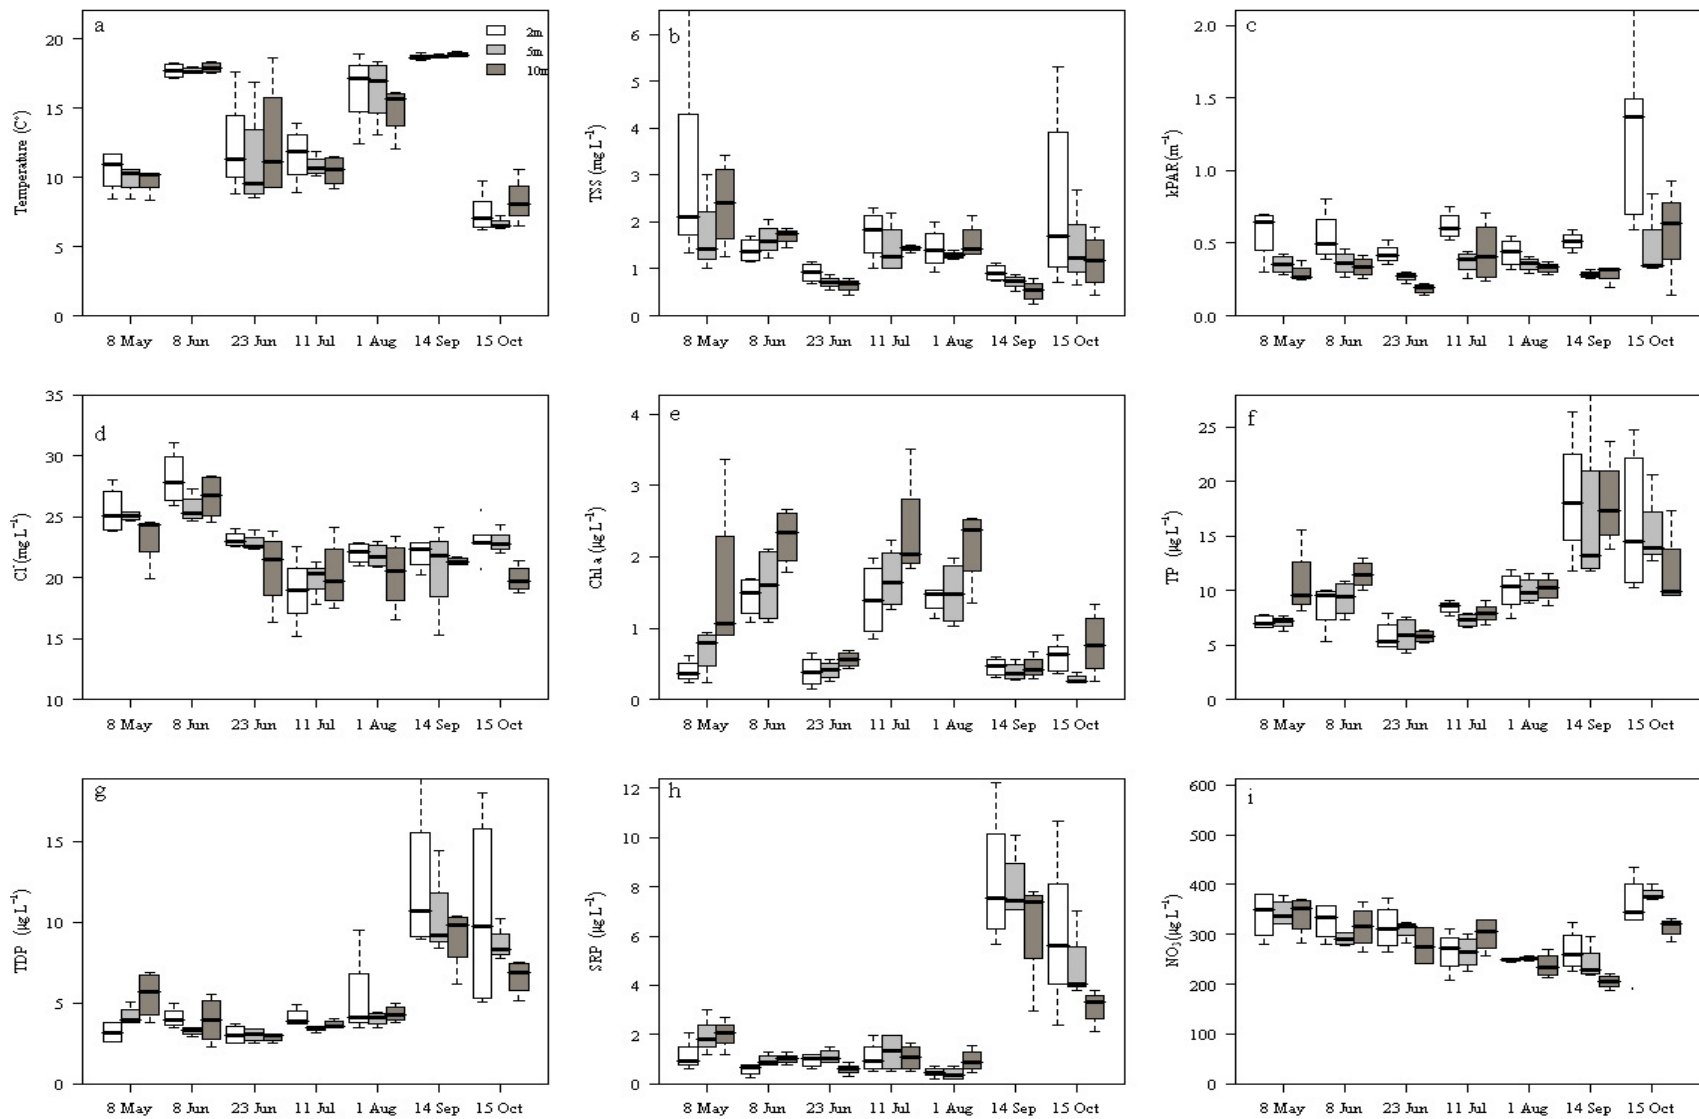 a
2m
5m
10m
Temperature (C°)
20
15
10
5
0
8 May 8 Jun 23 Jun 11 Jul 1 Aug 14 Sep 15 Oct
b
TSS (mg L⁻¹)
6
5
4
3
2
1
0
8 May 8 Jun 23 Jun 11 Jul 1 Aug 14 Sep 15 Oct
c
kPAR (m⁻¹)
2.0
1.5
1.0
0.5
0.0
8 May 8 Jun 23 Jun 11 Jul 1 Aug 14 Sep 15 Oct
d
Cl⁻ (mg L⁻¹)
35
30
25
20
15
10
8 May 8 Jun 23 Jun 11 Jul 1 Aug 14 Sep 15 Oct
e
Chl a (µg L⁻¹)
4
3
2
1
0
8 May 8 Jun 23 Jun 11 Jul 1 Aug 14 Sep 15 Oct
f
TP (µg L⁻¹)
25
20
15
10
5
0
8 May 8 Jun 23 Jun 11 Jul 1 Aug 14 Sep 15 Oct
g
TDP (µg L⁻¹)
15
10
5
0
8 May 8 Jun 23 Jun 11 Jul 1 Aug 14 Sep 15 Oct
h
SRP (µg L⁻¹)
12
10
8
6
4
2
0
8 May 8 Jun 23 Jun 11 Jul 1 Aug 14 Sep 15 Oct
i
NO₃ (µg L⁻¹)
600
500
400
300
200
100
0
8 May 8 Jun 23 Jun 11 Jul 1 Aug 14 Sep 15 Oct